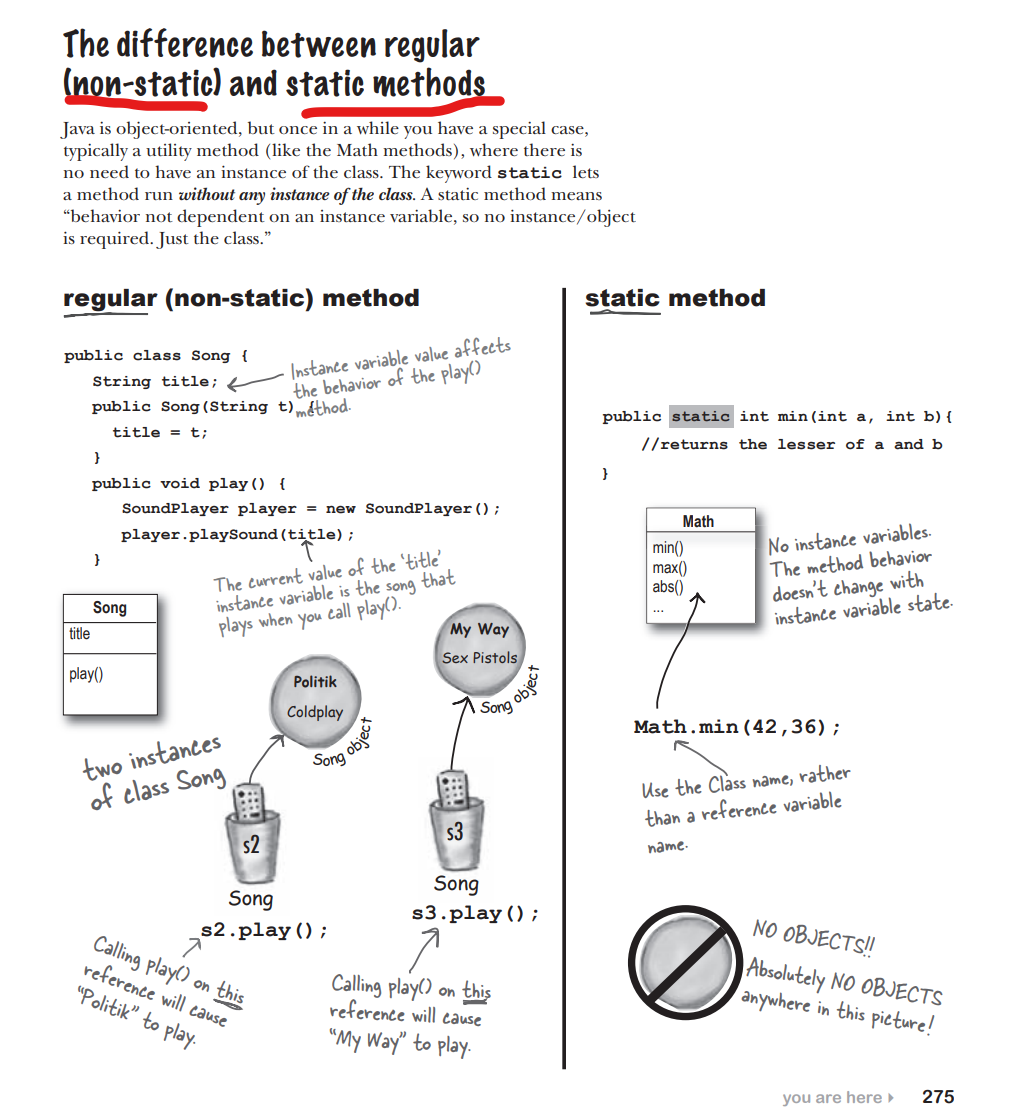 The difference between regular
(non-static) and static methods
Java is object-oriented, but once in a while you have a special case,
typically a utility method (like the Math methods), where there is
no need to have an instance of the class. The keyword static lets
a method run without any instance of the class. A static method means
“behavior not dependent on an instance variable, so no instance/object
is required. Just the class.”
regular (non-static) method
public class Song {
String title;
public Song(String t) {
title = t;
}
public void play() {
SoundPlayer player = new SoundPlayer();
player.playSound(title);
}
Instance variable value affects
the behavior of the play()
method.
The current value of the ‘title’
instance variable is the song that
plays when you call play().
Song
title
play()
two instances
of class Song
Politik
Coldplay
Song object
My Way
Sex Pistols
Song object
s2
Song
s3
Song
s2.play();
s3.play();
Calling play() on this
reference will cause
“Politik” to play.
Calling play() on this
reference will cause
“My Way” to play.
static method
public static int min(int a, int b){
//returns the lesser of a and b
}
Math
min()
max()
abs()
...
No instance variables.
The method behavior
doesn’t change with
instance variable state.
Math.min(42,36);
Use the Class name, rather
than a reference variable
name.
NO OBJECTS!!
Absolutely NO OBJECTS
anywhere in this picture!
you are here
275